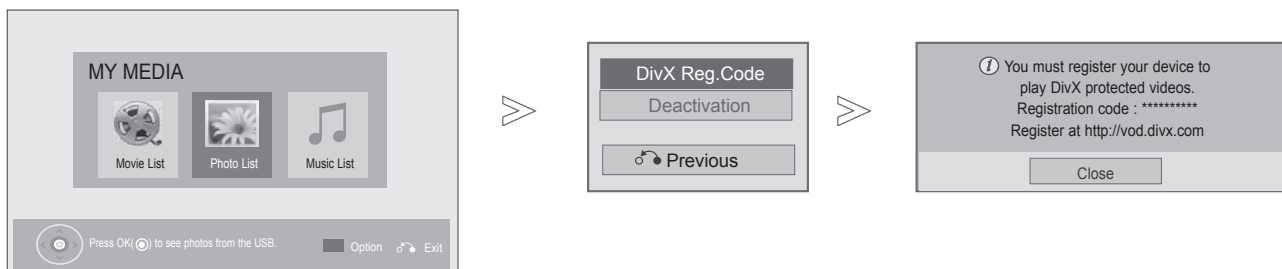 MY MEDIA
Movie List
Photo List
Music List
Press OK(◉) to see photos from the USB.
Option
Exit
DivX Reg.Code
Deactivation
Previous
You must register your device to
play DivX protected videos.
Registration code : **********
Register at http://vod.divx.com
Close